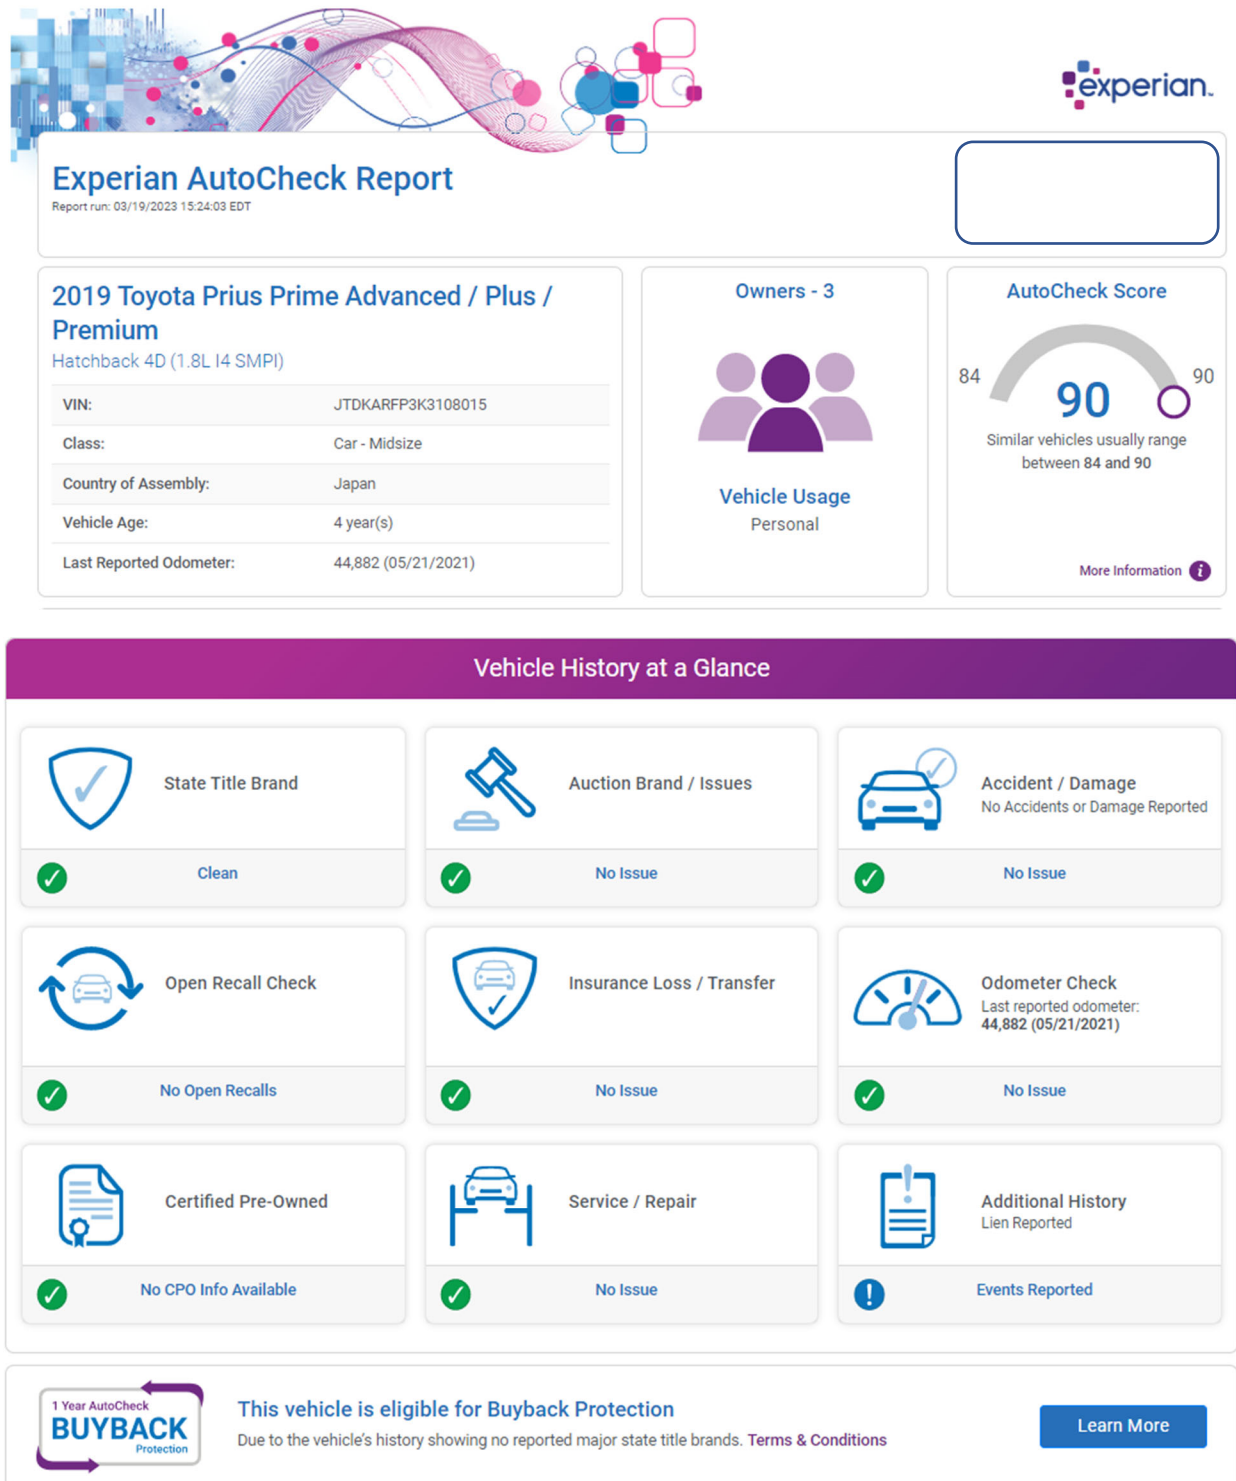 experian.
Experian AutoCheck Report
Report run: 03/19/2023 15:24:03 EDT
2019 Toyota Prius Prime Advanced / Plus /
Premium
Hatchback 4D (1.8L I4 SMPI)
VIN: JTDKARFP3K3108015
Class: Car - Midsize
Country of Assembly: Japan
Vehicle Age: 4 year(s)
Last Reported Odometer: 44,882 (05/21/2021)
Owners - 3
Vehicle Usage
Personal
AutoCheck Score
84
90
90
Similar vehicles usually range
between 84 and 90
More Information i
Vehicle History at a Glance
State Title Brand
Clean
Auction Brand / Issues
No Issue
Accident / Damage
No Accidents or Damage Reported
No Issue
Open Recall Check
No Open Recalls
Insurance Loss / Transfer
No Issue
Odometer Check
Last reported odometer:
44,882 (05/21/2021)
No Issue
Certified Pre-Owned
No CPO Info Available
Service / Repair
No Issue
Additional History
Lien Reported
Events Reported
1 Year AutoCheck
BUYBACK
Protection
This vehicle is eligible for Buyback Protection
Due to the vehicle's history showing no reported major state title brands. Terms & Conditions
Learn More